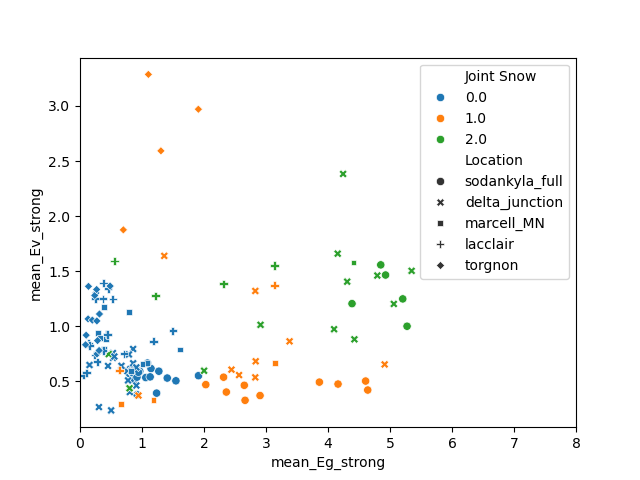 Joint Snow
0.0
1.0
2.0
Location
sodankyla_full
delta_junction
marcell_MN
lacclair
torgnon
3.0
2.5
2.0
1.5
1.0
0.5
mean_Ev_strong
0 1 2 3 4 5 6 7 8
mean_Eg_strong